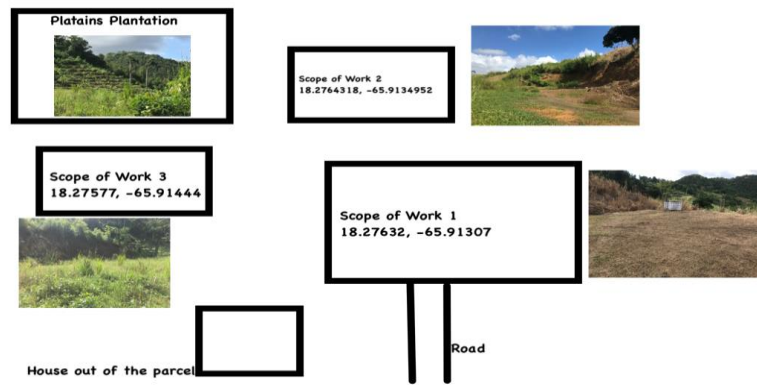 Platains Plantation
Scope of Work 2
18.2764318, -65.9134952
Scope of Work 3
18.27577, -65.91444
Scope of Work 1
18.27632, -65.91307
Road
House out of the parcel